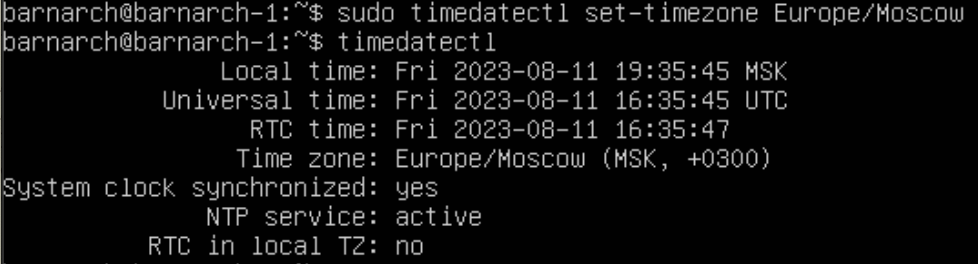 barnarch@barnarch-1:~$ sudo timedatectl set-timezone Europe/Moscow
barnarch@barnarch-1:~$ timedatectl
Local time: Fri 2023-08-11 19:35:45 MSK
Universal time: Fri 2023-08-11 16:35:45 UTC
RTC time: Fri 2023-08-11 16:35:47
Time zone: Europe/Moscow (MSK, +0300)
System clock synchronized: yes
NTP service: active
RTC in local TZ: no